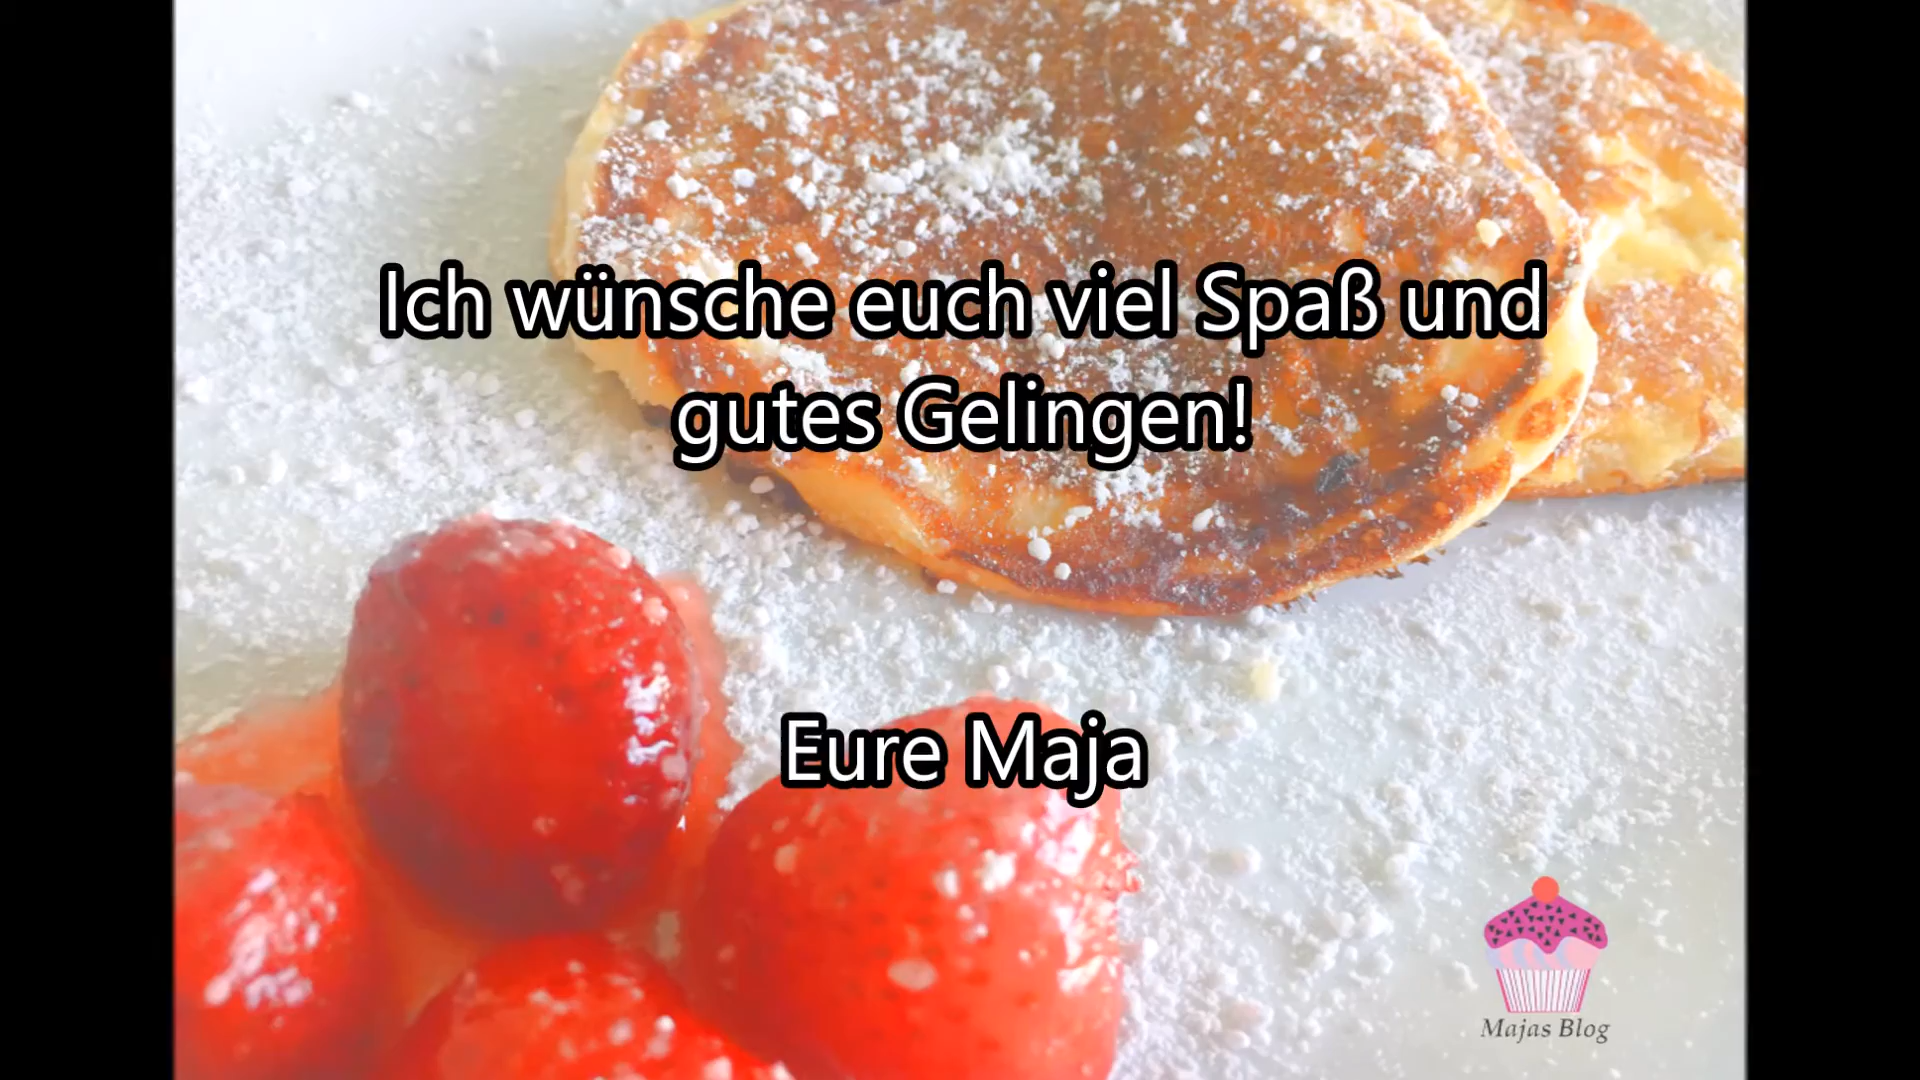 Ich wünsche euch viel Spaß und
gutes Gelingen!
Eure Maja
Majas Blog